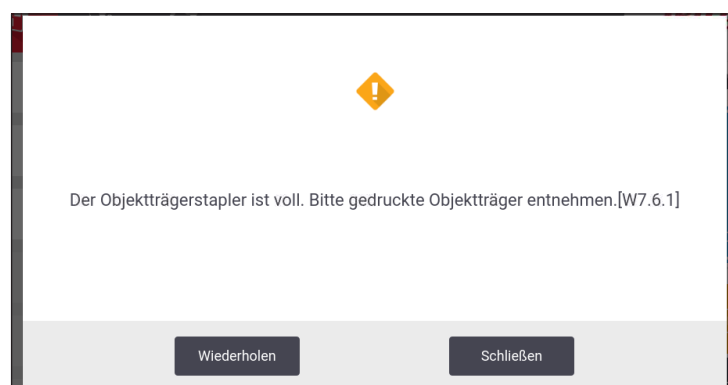 Der Objektträgerstapler ist voll. Bitte gedruckte Objektträger entnehmen.[W7.6.1]
Wiederholen
Schließen